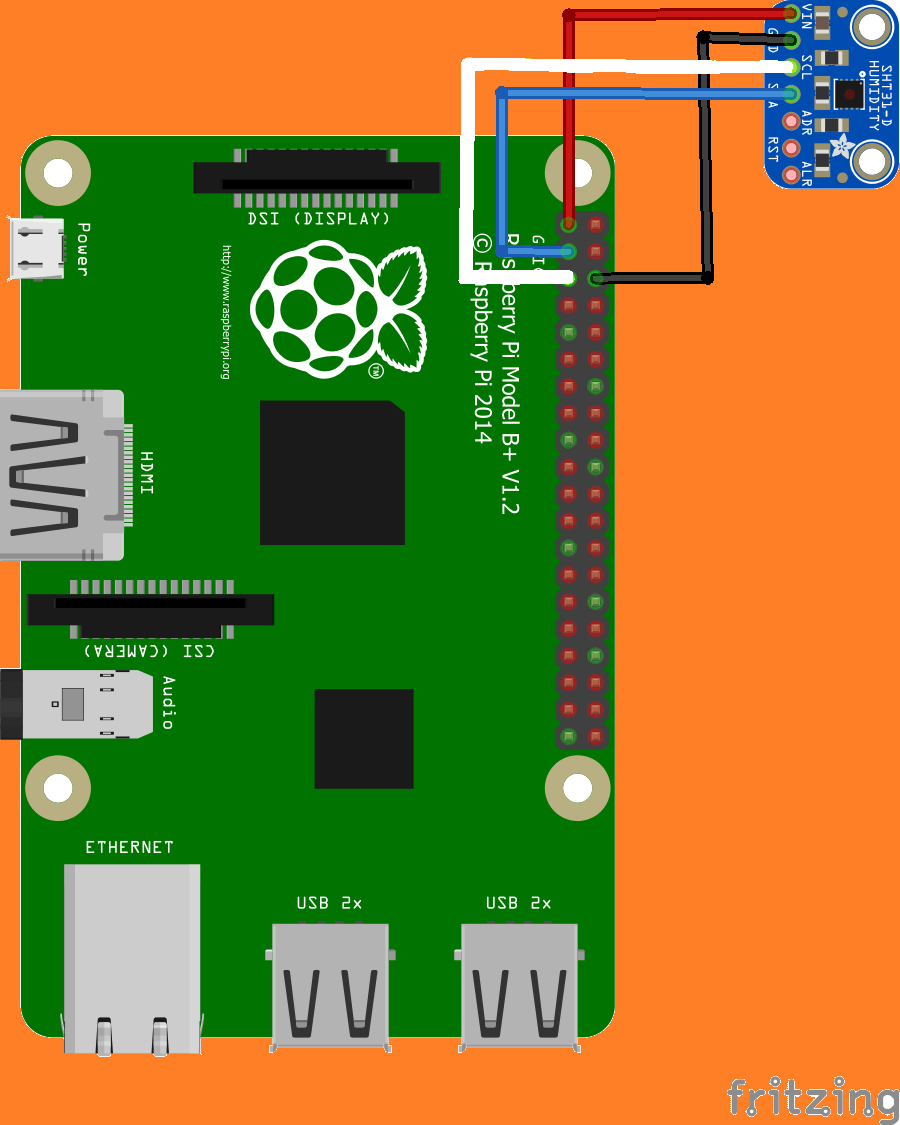 VIN
GND
SCL
SDA
ADR
RST
ALR
SHT31-D
HUMIDITY
DSI (DISPLAY)
Power
http://www.raspberrypi.org
TM
GPIO
Raspberry Pi Model B+ V1.2
© Raspberry Pi 2014
HDMI
CSI (CAMERA)
Audio
ETHERNET
USB 2x
USB 2x
fritzing